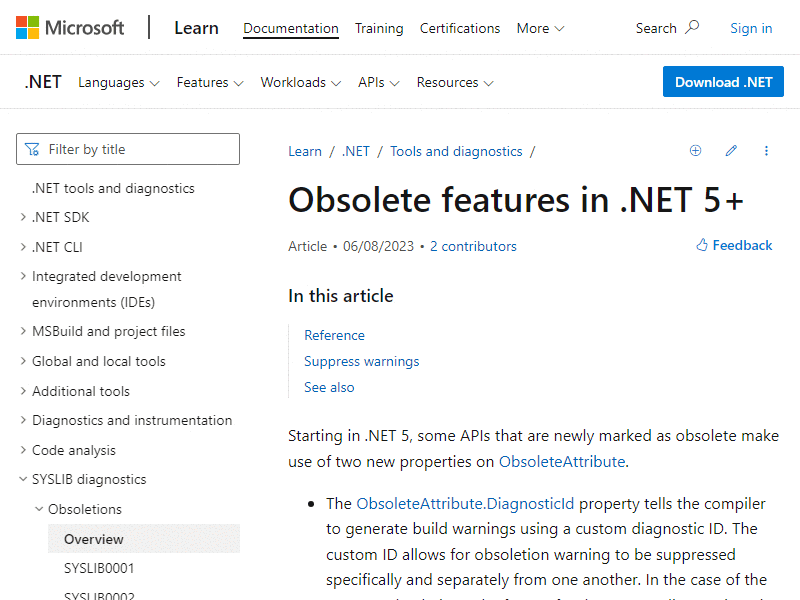 Microsoft
Learn
Documentation
Training
Certifications
More
Search
Sign in
.NET
Languages
Features
Workloads
APIs
Resources
Download .NET
Filter by title
.NET tools and diagnostics
.NET SDK
.NET CLI
Integrated development
environments (IDEs)
MSBuild and project files
Global and local tools
Additional tools
Diagnostics and instrumentation
Code analysis
SYSLIB diagnostics
Obsoletions
Overview
SYSLIB0001
SYSLIB0002
Learn / .NET / Tools and diagnostics /
Obsolete features in .NET 5+
Article • 06/08/2023 • 2 contributors
Feedback
In this article
Reference
Suppress warnings
See also
Starting in .NET 5, some APIs that are newly marked as obsolete make
use of two new properties on ObsoleteAttribute.
• The ObsoleteAttribute.DiagnosticId property tells the compiler
to generate build warnings using a custom diagnostic ID. The
custom ID allows for obsoletion warning to be suppressed
specifically and separately from one another. In the case of the